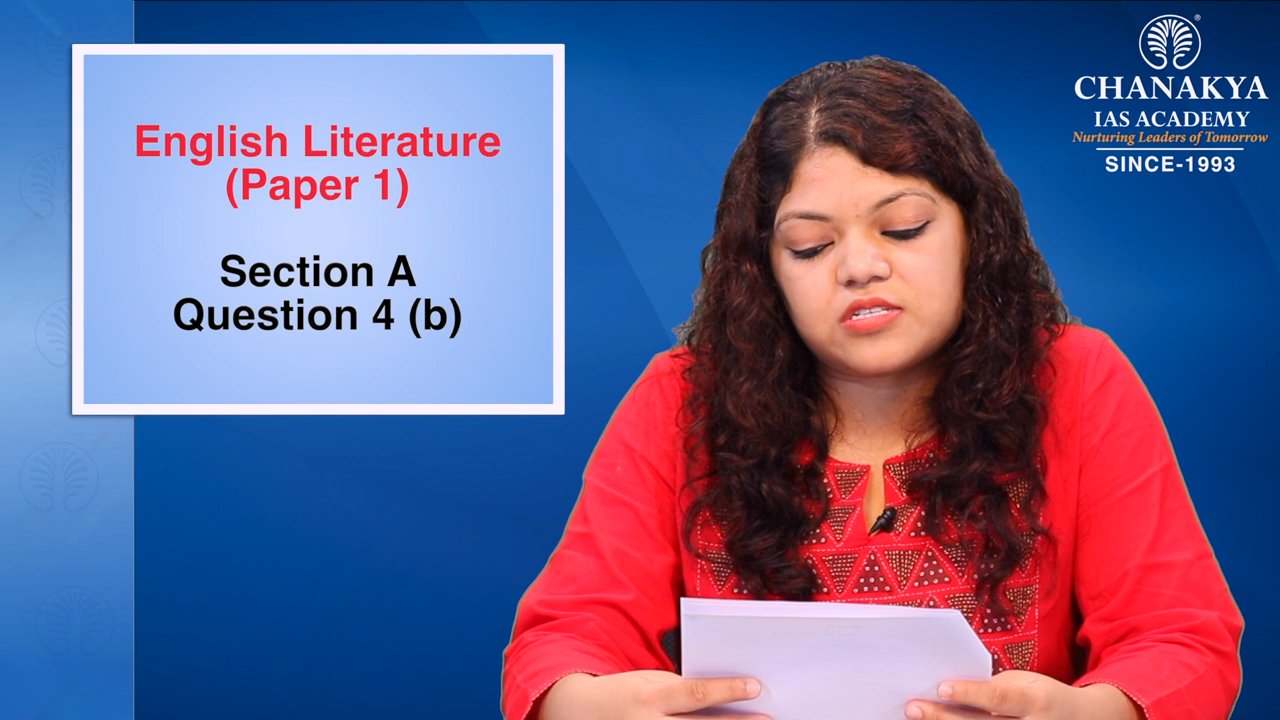 English Literature
(Paper 1)
Section A
Question 4 (b)
CHANAKYA
IAS ACADEMY
Nurturing Leaders of Tomorrow
SINCE-1993